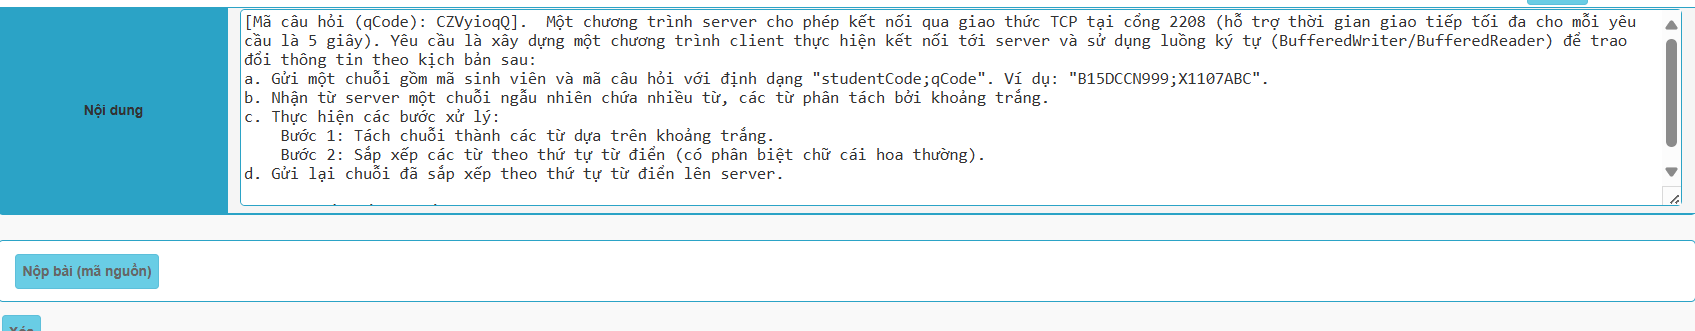 Nội dung
[Mã câu hỏi (qCode): CZVyioqQ].  Một chương trình server cho phép kết nối qua giao thức TCP tại cổng 2208 (hỗ trợ thời gian giao tiếp tối đa cho mỗi yêu
cầu là 5 giây). Yêu cầu là xây dựng một chương trình client thực hiện kết nối tới server và sử dụng luồng ký tự (BufferedWriter/BufferedReader) để trao
đổi thông tin theo kịch bản sau:
a. Gửi một chuỗi gồm mã sinh viên và mã câu hỏi với định dạng "studentCode;qCode". Ví dụ: "B15DCCN999;X1107ABC".
b. Nhận từ server một chuỗi ngẫu nhiên chứa nhiều từ, các từ phân tách bởi khoảng trắng.
c. Thực hiện các bước xử lý:
Bước 1: Tách chuỗi thành các từ dựa trên khoảng trắng.
Bước 2: Sắp xếp các từ theo thứ tự từ điển (có phân biệt chữ cái hoa thường).
d. Gửi lại chuỗi đã sắp xếp theo thứ tự từ điển lên server.
Nộp bài (mã nguồn)